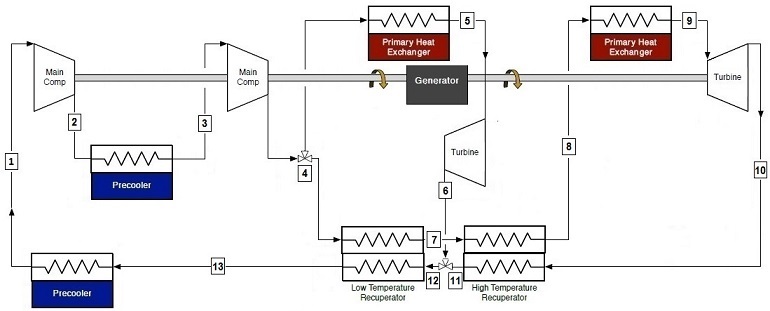 5
9
Primary Heat
Exchanger
Primary Heat
Exchanger
Main
Comp
Main
Comp
Generator
Turbine
2
3
Turbine
1
4
8
10
Precooler
6
7
13
12
11
Precooler
Low Temperature
Recuperator
High Temperature
Recuperator